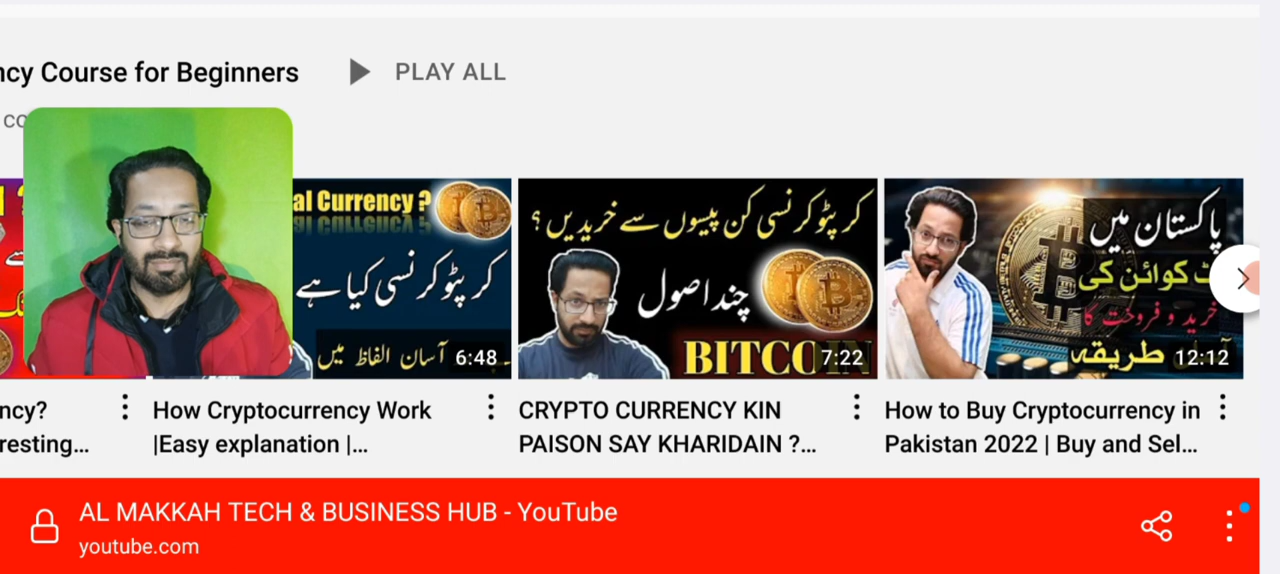 ncy Course for Beginners
PLAY ALL
co
al Currency ?
کرپٹو کرنسی کیا ہے
آسان الفاظ میں
6:48
کرپٹو کرنسی کن پیسوں سے خریدیں ؟
چند اصول
BITCOIN
7:22
پاکستان میں
ٹ کوائن کی
خرید و فروخت کا
آسان طریقہ
12:12
ncy?
resting...
How Cryptocurrency Work
|Easy explanation |...
CRYPTO CURRENCY KIN
PAISON SAY KHARIDAIN ?...
How to Buy Cryptocurrency in
Pakistan 2022 | Buy and Sel...
AL MAKKAH TECH & BUSINESS HUB - YouTube
youtube.com